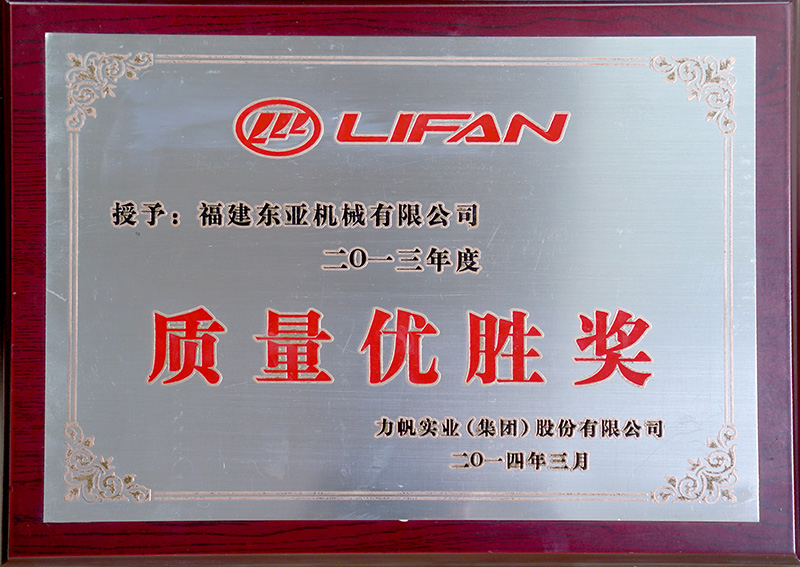 LIFAN
授予：福建东亚机械有限公司
二〇一三年度
质量优胜奖
力帆实业（集团）股份有限公司
二〇一四年三月